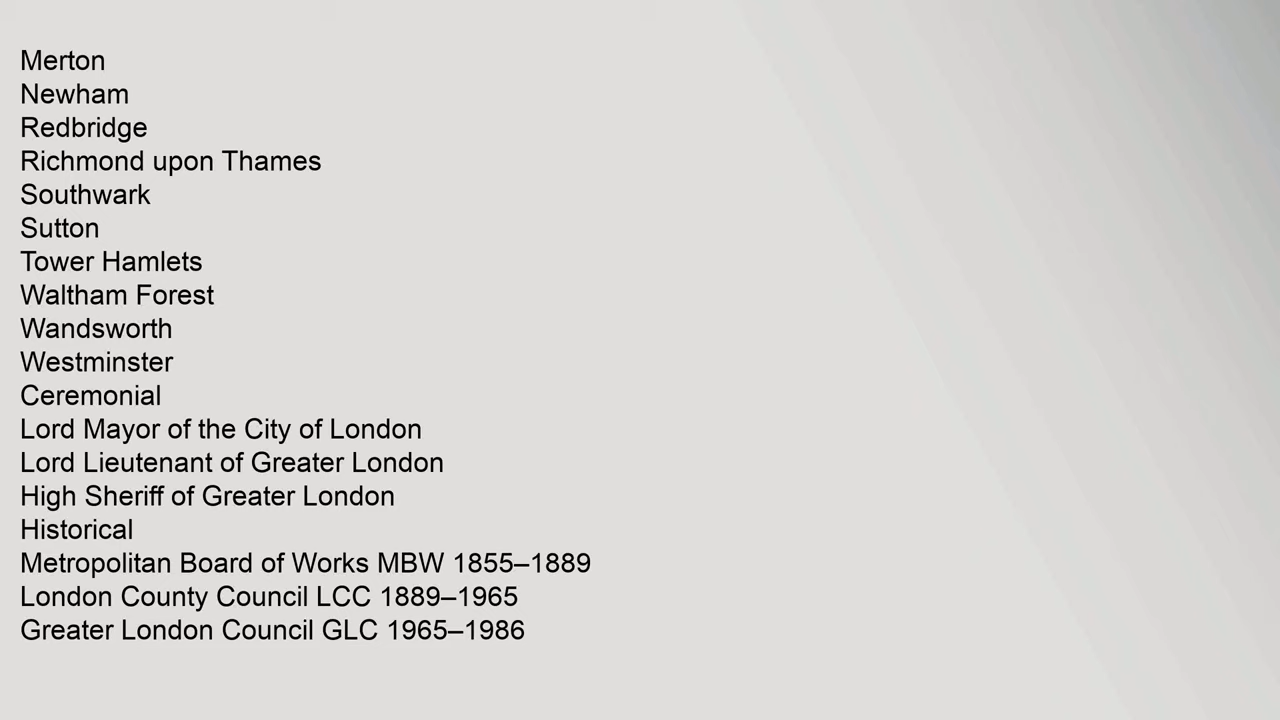 Merton
Newham
Redbridge
Richmond upon Thames
Southwark
Sutton
Tower Hamlets
Waltham Forest
Wandsworth
Westminster
Ceremonial
Lord Mayor of the City of London
Lord Lieutenant of Greater London
High Sheriff of Greater London
Historical
Metropolitan Board of Works MBW 1855–1889
London County Council LCC 1889–1965
Greater London Council GLC 1965–1986